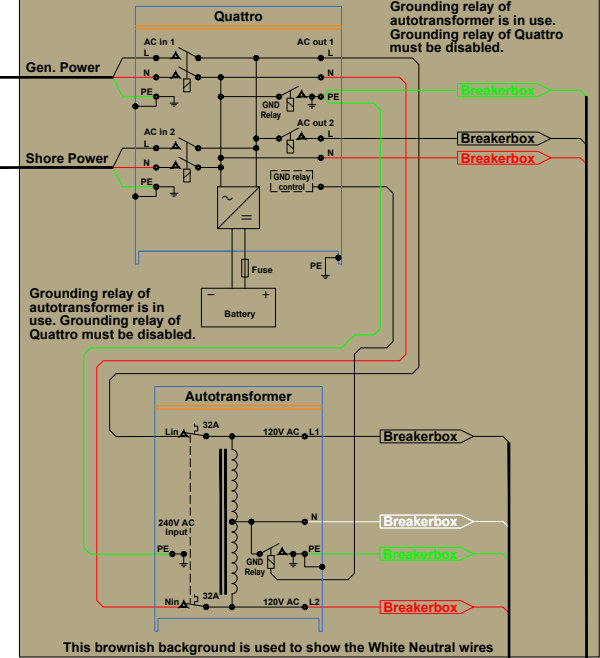 Quattro
Grounding relay of
autotransformer is in use.
Grounding relay of Quattro
must be disabled.
AC in 1
AC out 1
L
L
Gen. Power
N
N
PE
PE
GND
Relay
Breakerbox
AC in 2
AC out 2
L
L
Breakerbox
Shore Power
N
N
Breakerbox
PE
GND relay
control
Fuse
PE
Battery
Grounding relay of
autotransformer is in
use. Grounding relay of
Quattro must be disabled.
Autotransformer
Lin
32A
120V AC
L1
Breakerbox
240V AC
Input
N
Breakerbox
PE
GND
Relay
PE
Breakerbox
Nin
32A
120V AC
L2
Breakerbox
This brownish background is used to show the White Neutral wires